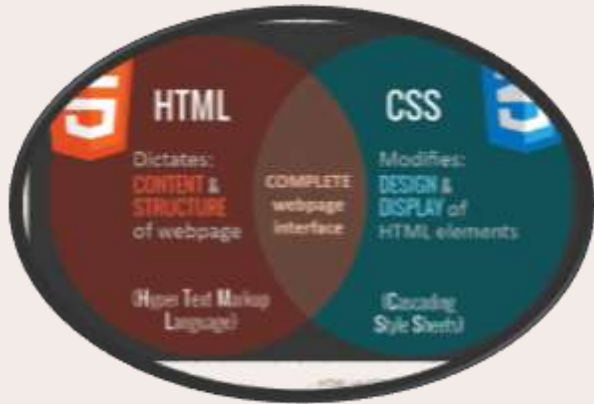 HTML
Dictates:
CONTENT &
STRUCTURE
of webpage
(Hyper Text Markup
Language)
COMPLETE
webpage
interface
CSS
Modifies:
DESIGN &
DISPLAY of
HTML elements
(Cascading
Style Sheets)